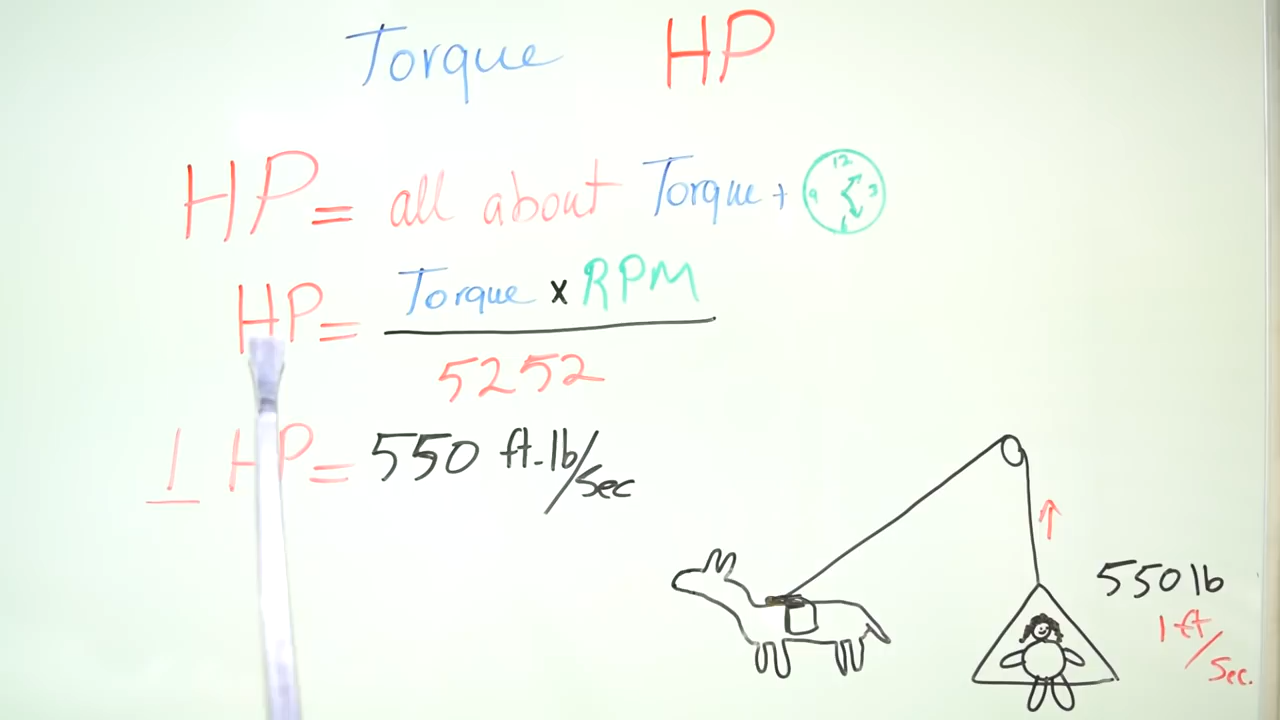 Torque HP
HP = all about Torque +
12
9 3
6
HP = Torque x RPM
5252
1 HP = 550 ft-lb/sec
550 lb
1 ft/sec.